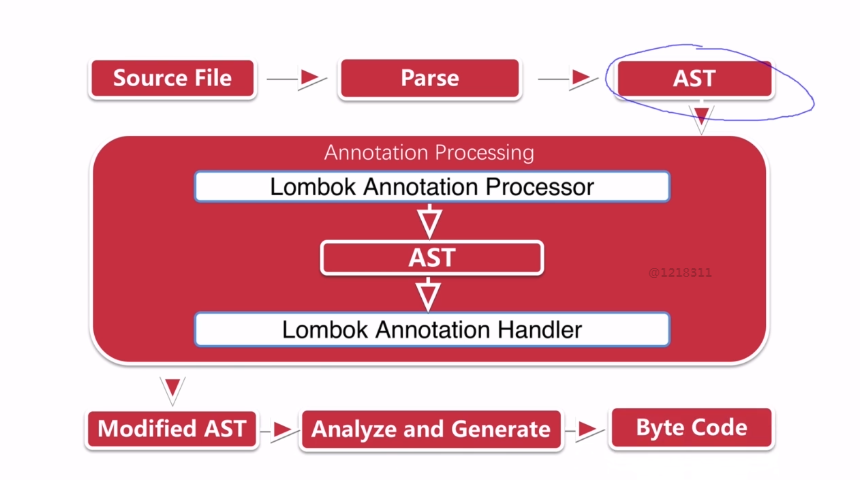 Source File
Parse
AST
Annotation Processing
Lombok Annotation Processor
AST
@1218311
Lombok Annotation Handler
Modified AST
Analyze and Generate
Byte Code